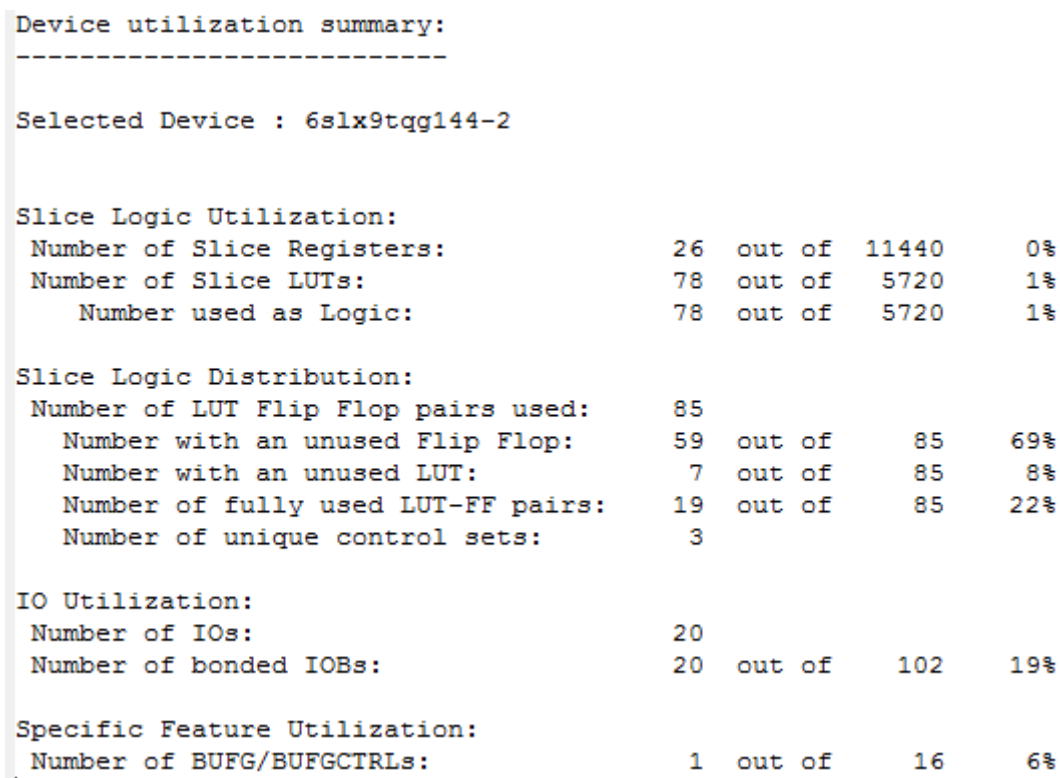 Device utilization summary:
---------------------------
Selected Device : 6slx9tqg144-2
Slice Logic Utilization:
Number of Slice Registers: 26 out of 11440 0%
Number of Slice LUTs: 78 out of 5720 1%
Number used as Logic: 78 out of 5720 1%
Slice Logic Distribution:
Number of LUT Flip Flop pairs used: 85
Number with an unused Flip Flop: 59 out of 85 69%
Number with an unused LUT: 7 out of 85 8%
Number of fully used LUT-FF pairs: 19 out of 85 22%
Number of unique control sets: 3
IO Utilization:
Number of IOs: 20
Number of bonded IOBs: 20 out of 102 19%
Specific Feature Utilization:
Number of BUFG/BUFGCTRLs: 1 out of 16 6%